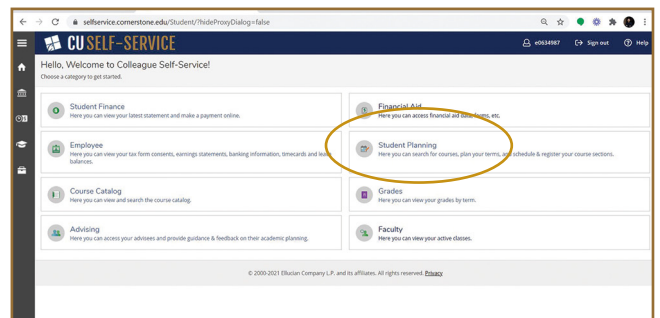 selfservice.cornerstone.edu/Student/?hideProxyDialog=false
CU SELF-SERVICE
e0634987
Sign out
Help
Hello, Welcome to Colleague Self-Service!
Choose a category to get started.
Student Finance
Here you can view your latest statement and make a payment online.
Financial Aid
Here you can access financial aid data, forms, etc.
Employee
Here you can view your tax form consents, earnings statements, banking information, timecards and leave
balances.
Student Planning
Here you can search for courses, plan your terms, and schedule & register your course sections.
Course Catalog
Here you can view and search the course catalog.
Grades
Here you can view your grades by term.
Advising
Here you can access your advisees and provide guidance & feedback on their academic planning.
Faculty
Here you can view your active classes.
© 2000-2021 Ellucian Company L.P. and its affiliates. All rights reserved. Privacy